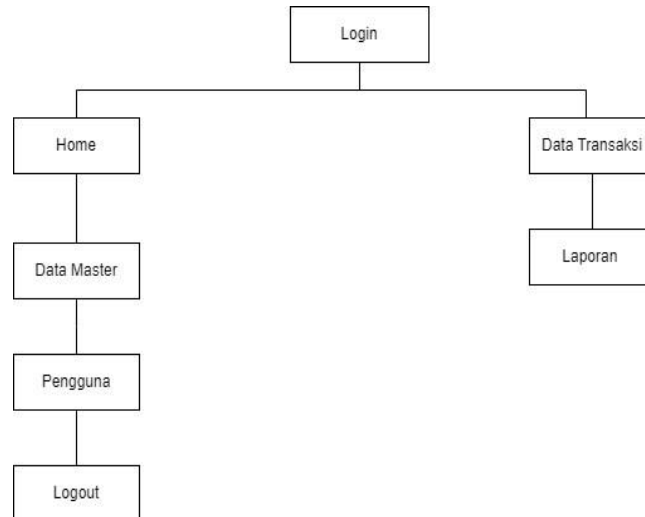 Login
Home
Data Transaksi
Data Master
Laporan
Pengguna
Logout